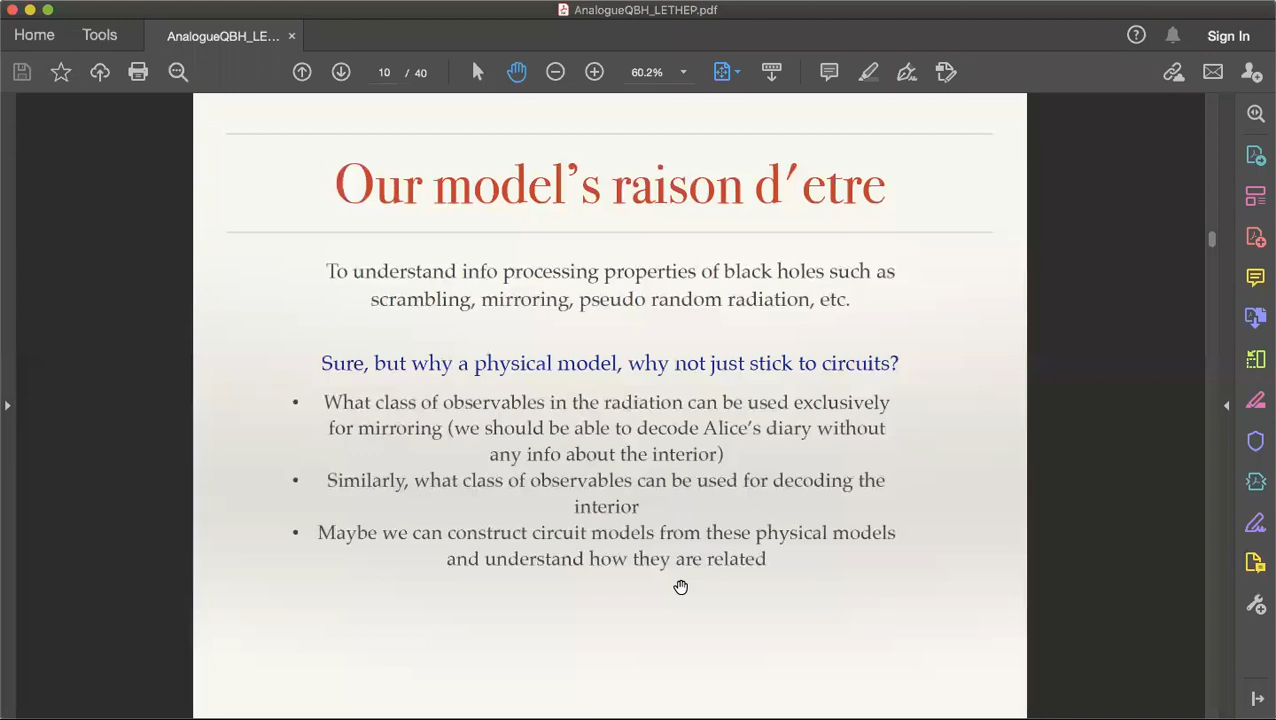 AnalogueQBH_LETHEP.pdf
Home Tools AnalogueQBH_LE... × Sign In
10 / 40 60.2%
Our model's raison d′etre
To understand info processing properties of black holes such as
scrambling, mirroring, pseudo random radiation, etc.
Sure, but why a physical model, why not just stick to circuits?
• What class of observables in the radiation can be used exclusively
for mirroring (we should be able to decode Alice's diary without
any info about the interior)
• Similarly, what class of observables can be used for decoding the
interior
• Maybe we can construct circuit models from these physical models
and understand how they are related